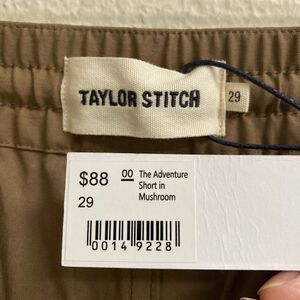 TAYLOR STITCH
29
$88
00
The Adventure
Short in
Mushroom
29
00149228